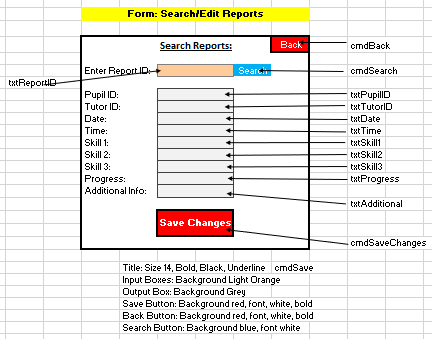 Form: Search/Edit Reports
Search Reports:
Back
cmdBack
Enter Report ID:
Search
cmdSearch
txtReportID
Pupil ID:
txtPupilID
Tutor ID:
txtTutorID
Date:
txtDate
Time:
txtTime
Skill 1:
txtSkill1
Skill 2:
txtSkill2
Skill 3:
txtSkill3
Progress:
txtProgress
Additional Info:
txtAdditional
Save Changes
cmdSaveChanges
Title: Size 14, Bold, Black, Underline cmdSave
Input Boxes: Background Light Orange
Output Box: Background Grey
Save Button: Background red, font, white, bold
Back Button: Background red, font, white, bold
Search Button: Background blue, font white